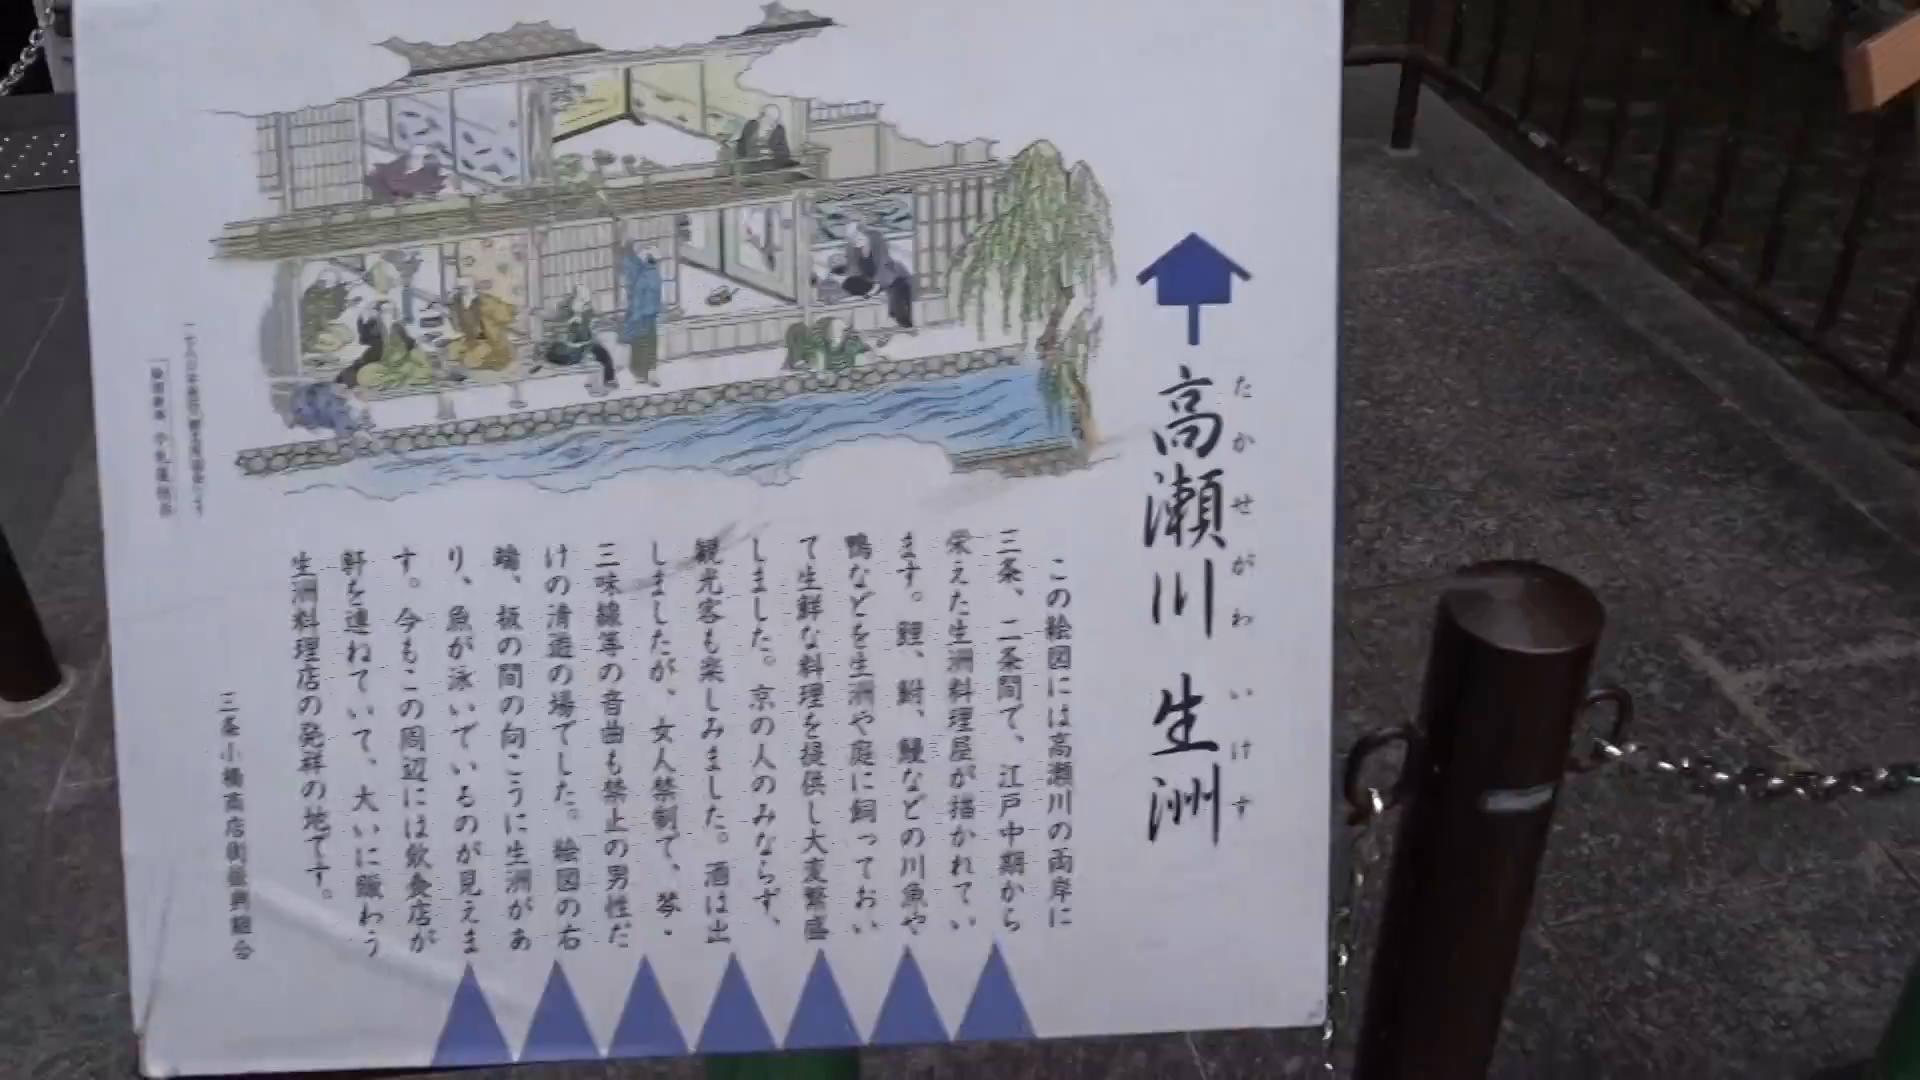 高瀬川 生洲
たかせがわ いけす
この絵図には高瀬川の両岸に
三条、二条間で、江戸中期から
栄えた生洲料理屋が描かれてい
ます。鯉、鮒、鰻などの川魚や
鴨などを生洲や庭に飼っておい
て生鮮な料理を提供し大変繁盛
しました。京の人のみならず、
観光客も楽しみました。酒は出
しましたが、女人禁制で、琴・
三味線等の音曲も禁止の男性だ
けの清遊の場でした。絵図の右
端、板の間の向こうに生洲があ
り、魚が泳いでいるのが見えま
す。今もこの周辺には飲食店が
軒を連ねていて、大いに賑わう
生洲料理店の発祥の地です。
三条小橋商店街振興組合